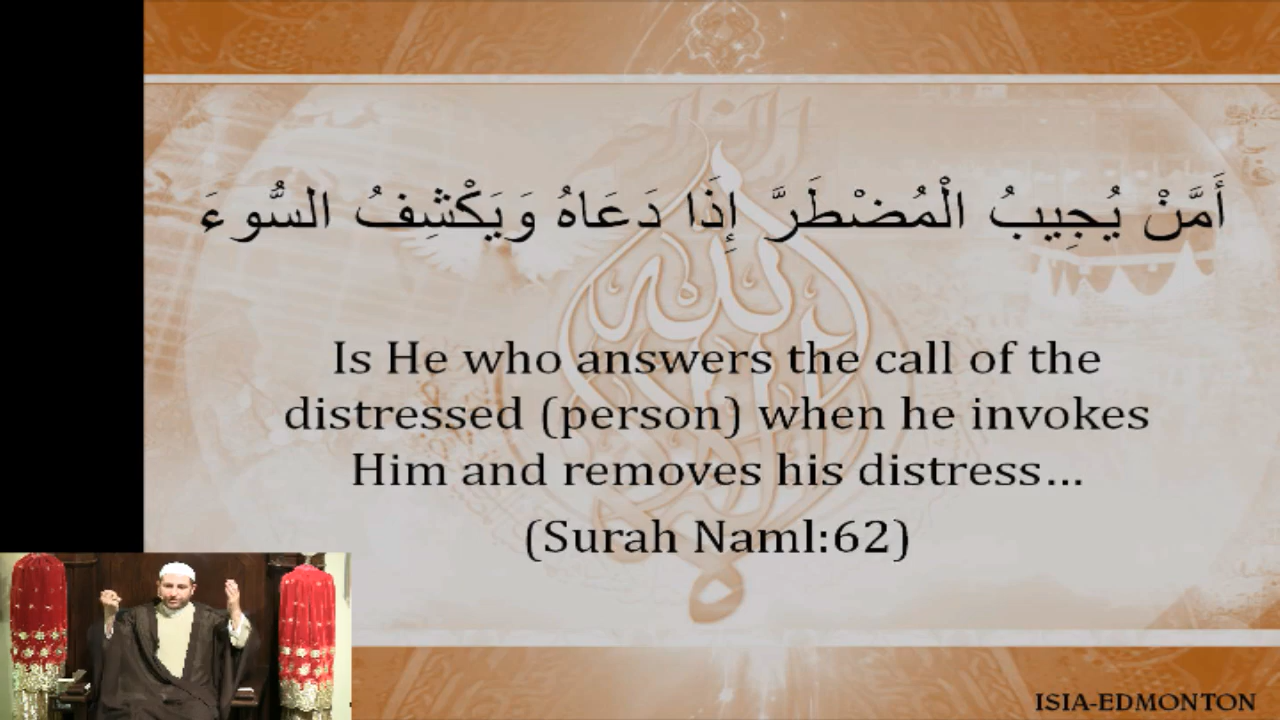 أَمَّنْ يُجِيبُ الْمُضْطَرَّ إِذَا دَعَاهُ وَيَكْشِفُ السُّوءَ
Is He who answers the call of the
distressed (person) when he invokes
Him and removes his distress...
(Surah Naml:62)
ISIA-EDMONTON